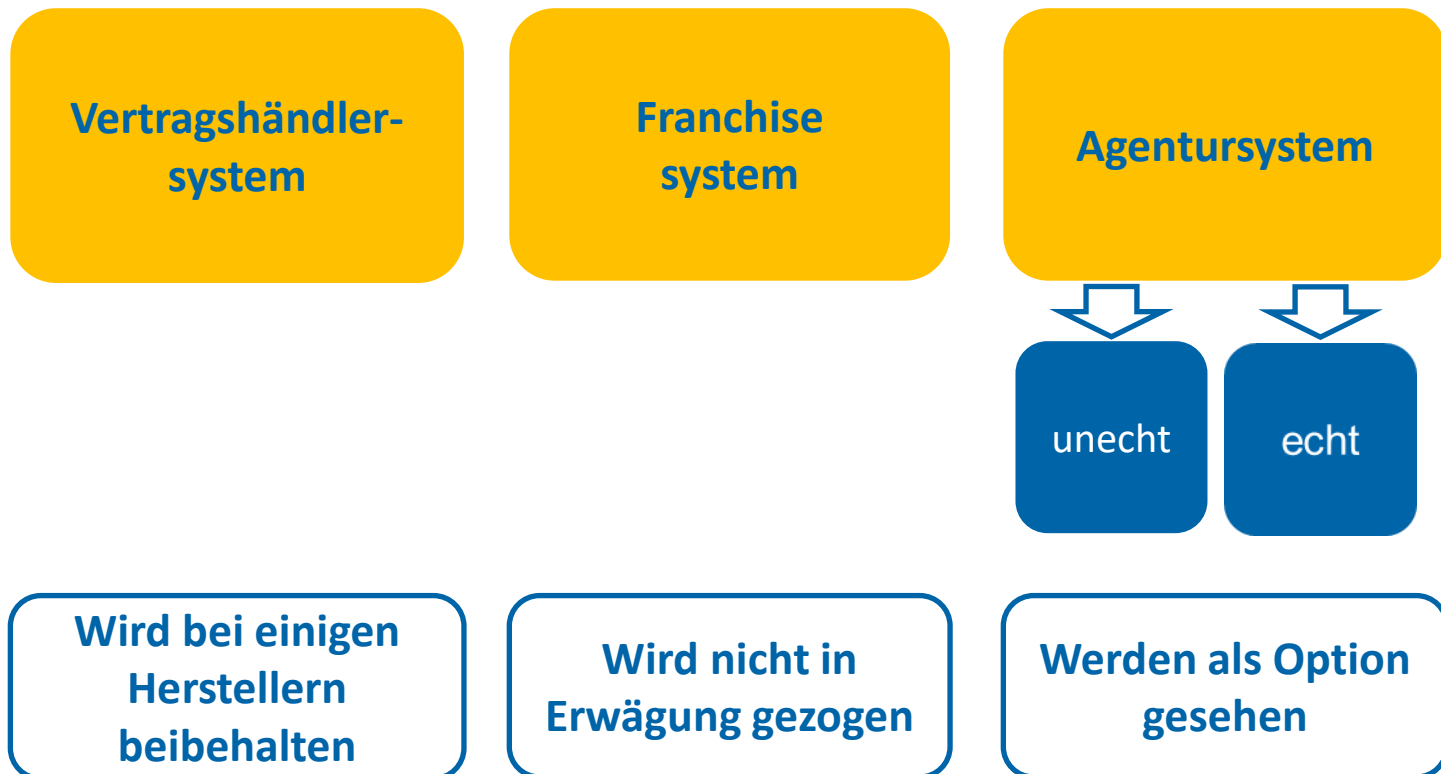 Vertragshändler-
system
Franchise
system
Agentursystem
unecht
echt
Wird bei einigen
Herstellern
beibehalten
Wird nicht in
Erwägung gezogen
Werden als Option
gesehen